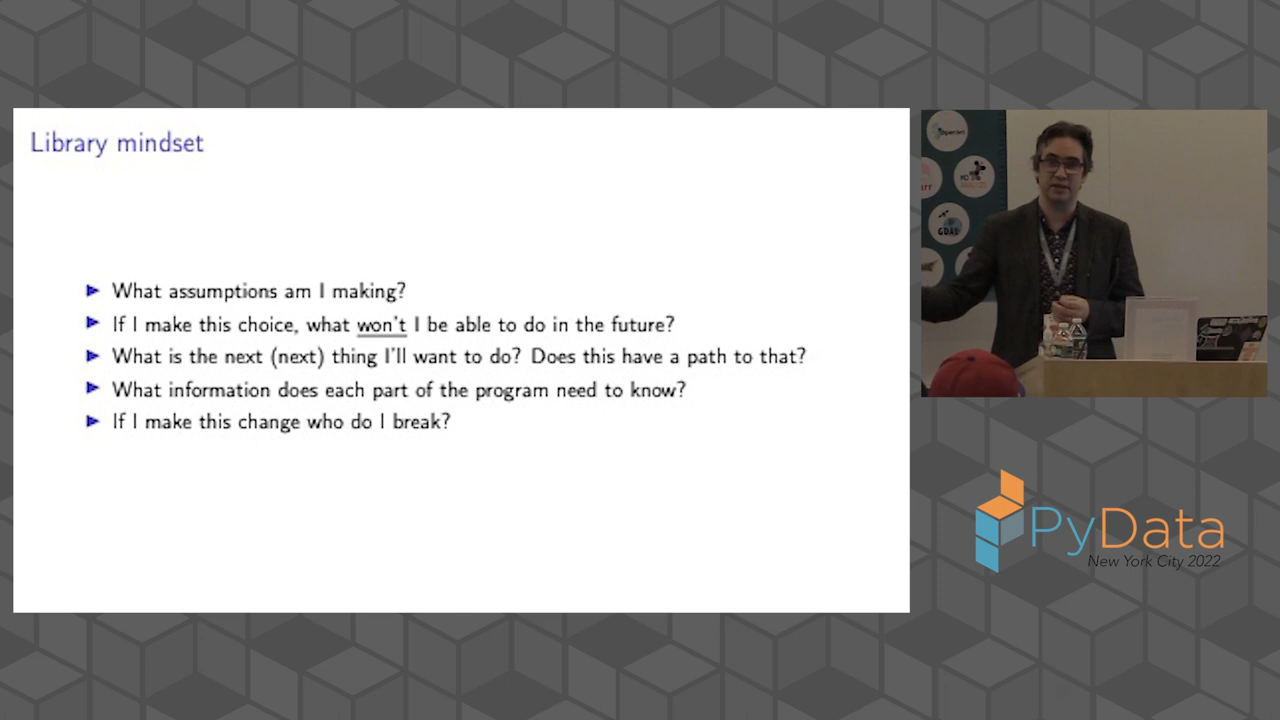 Library mindset
What assumptions am I making?
If I make this choice, what won't I be able to do in the future?
What is the next (next) thing I'll want to do? Does this have a path to that?
What information does each part of the program need to know?
If I make this change who do I break?
GDAL
PyData
New York City 2022